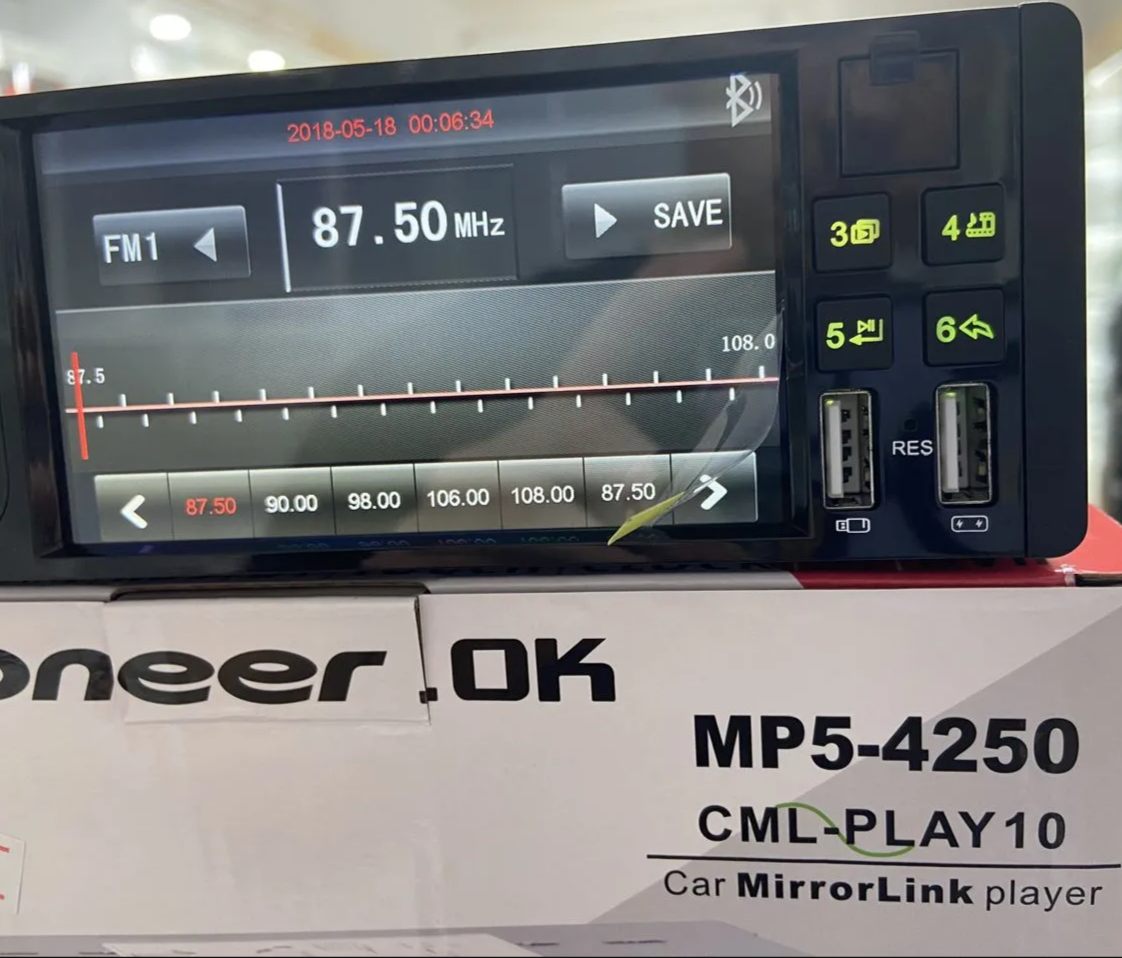 2018-05-18 00:06:34
FM1
87.50MHz
SAVE
87.5
108.0
87.50 90.00 98.00 106.00 108.00 87.50
3
4
5
6
RES
oneer.OK
MP5-4250
CML-PLAY10
Car MirrorLink player